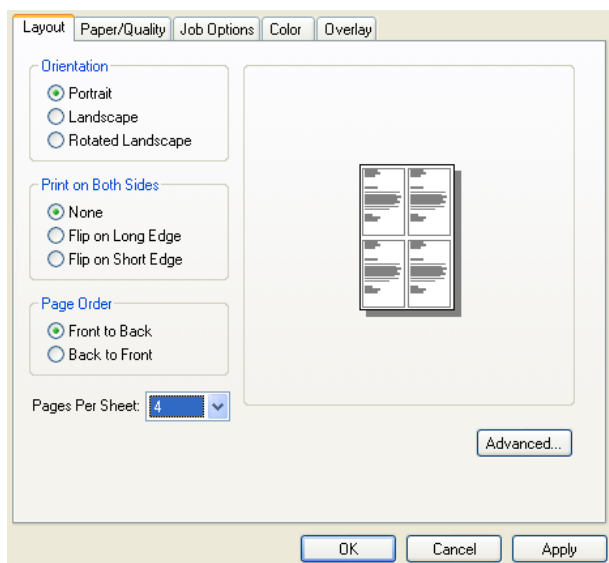 Layout Paper/Quality Job Options Color Overlay
Orientation
Portrait
Landscape
Rotated Landscape
Print on Both Sides
None
Flip on Long Edge
Flip on Short Edge
Page Order
Front to Back
Back to Front
Pages Per Sheet: 4
Advanced...
OK Cancel Apply